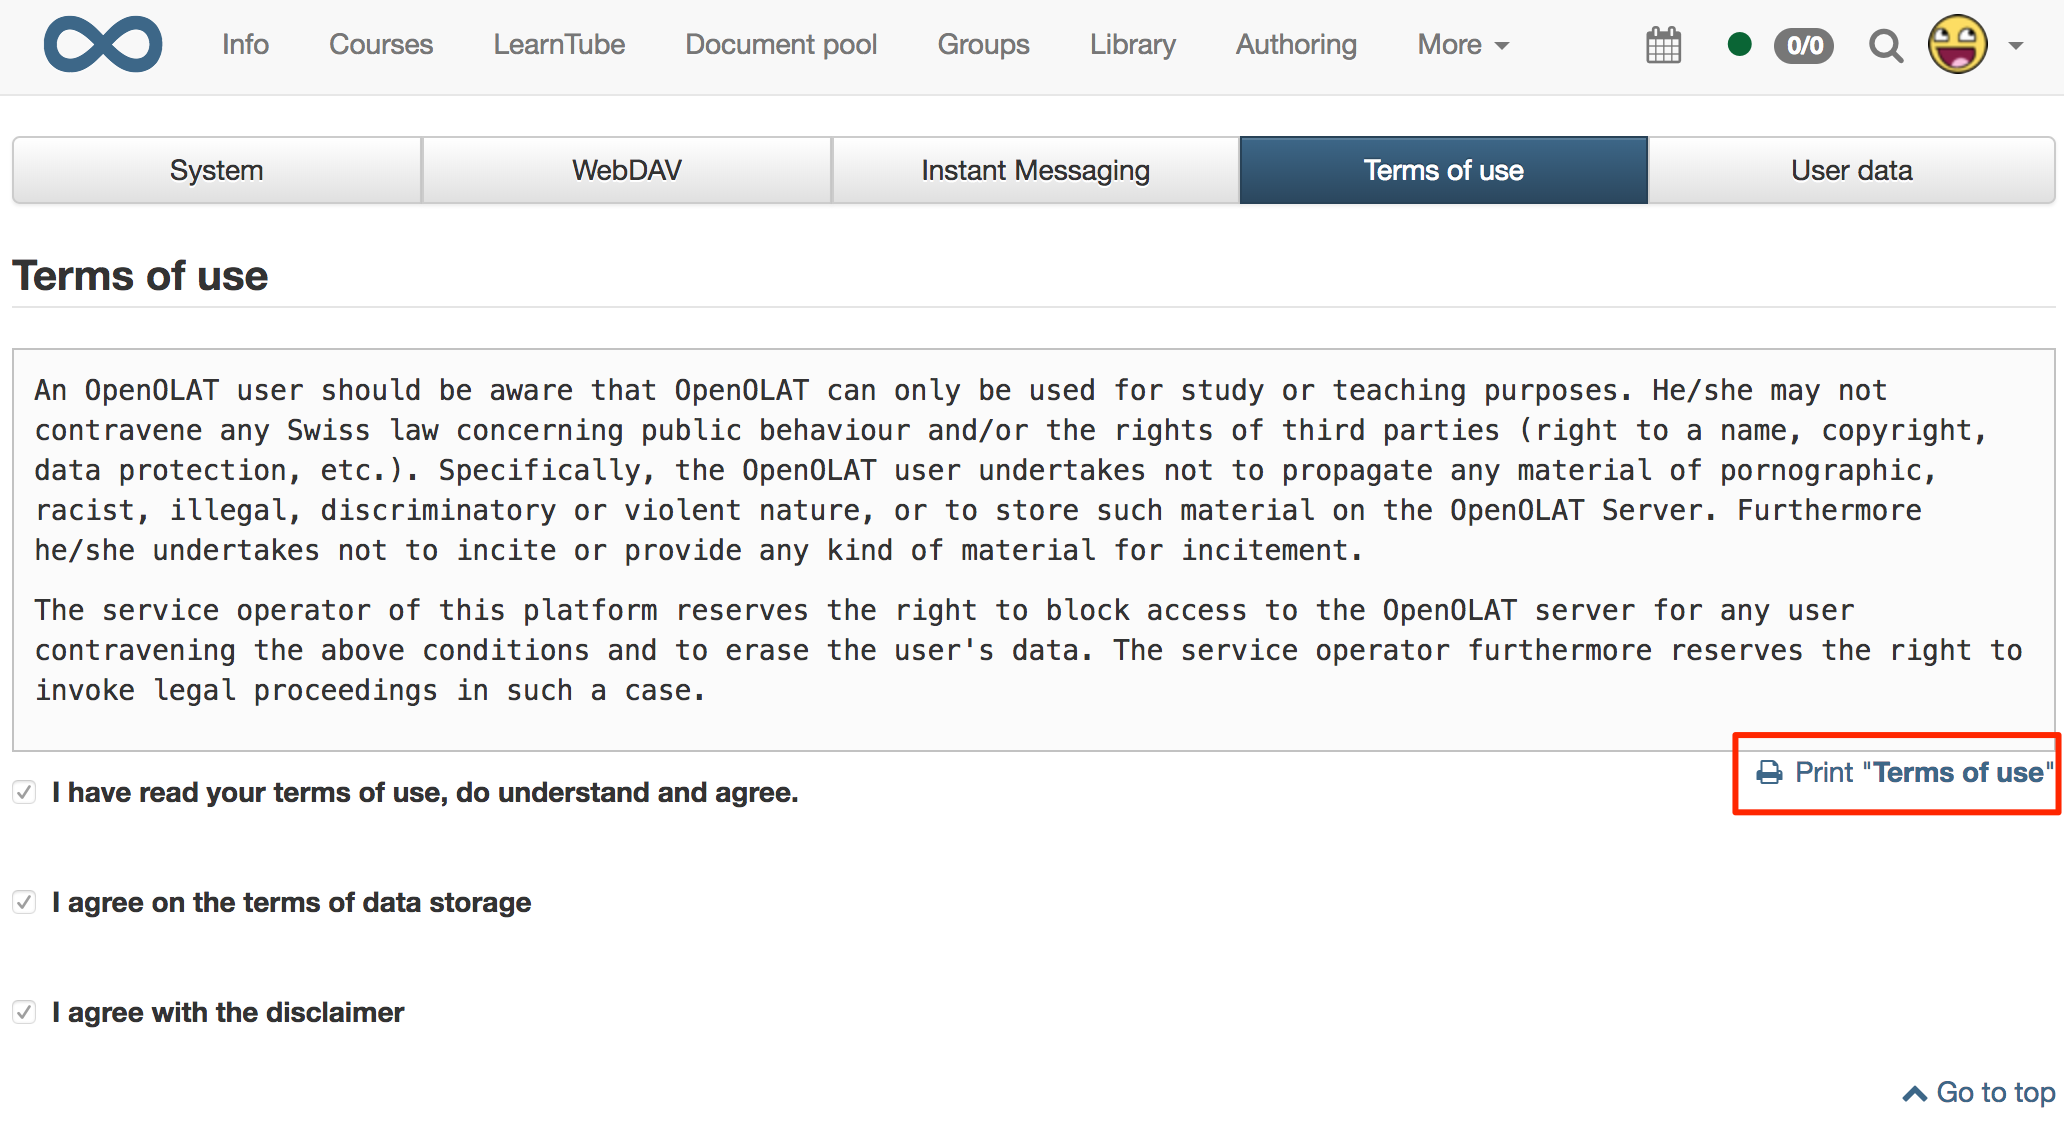 Info Courses LearnTube Document pool Groups Library Authoring More 0/0
System WebDAV Instant Messaging Terms of use User data
Terms of use
An OpenOLAT user should be aware that OpenOLAT can only be used for study or teaching purposes. He/she may not
contravene any Swiss law concerning public behaviour and/or the rights of third parties (right to a name, copyright,
data protection, etc.). Specifically, the OpenOLAT user undertakes not to propagate any material of pornographic,
racist, illegal, discriminatory or violent nature, or to store such material on the OpenOLAT Server. Furthermore
he/she undertakes not to incite or provide any kind of material for incitement.
The service operator of this platform reserves the right to block access to the OpenOLAT server for any user
contravening the above conditions and to erase the user's data. The service operator furthermore reserves the right to
invoke legal proceedings in such a case.
Print "Terms of use"
I have read your terms of use, do understand and agree.
I agree on the terms of data storage
I agree with the disclaimer
Go to top